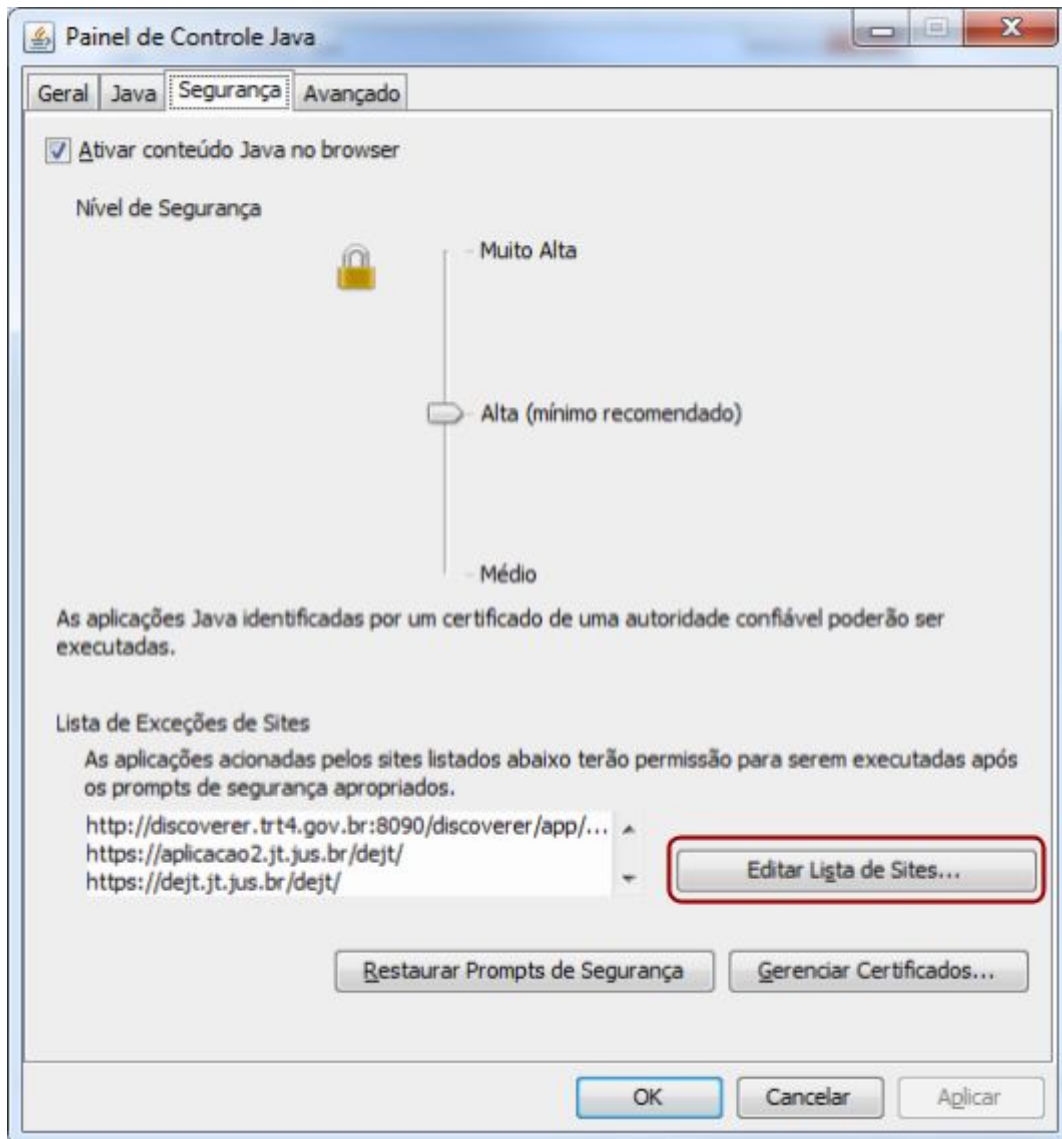 Painel de Controle Java
Geral Java Segurança Avançado
Ativar conteúdo Java no browser
Nível de Segurança
Muito Alta
Alta (mínimo recomendado)
Médio
As aplicações Java identificadas por um certificado de uma autoridade confiável poderão ser
executadas.
Lista de Exceções de Sites
As aplicações acionadas pelos sites listados abaixo terão permissão para serem executadas após
os prompts de segurança apropriados.
http://discoverer.trt4.gov.br:8090/discoverer/app/...
https://aplicacao2.jt.jus.br/dejt/
https://dejt.jt.jus.br/dejt/
Editar Lista de Sites...
Restaurar Prompts de Segurança Gerenciar Certificados...
OK Cancelar Aplicar